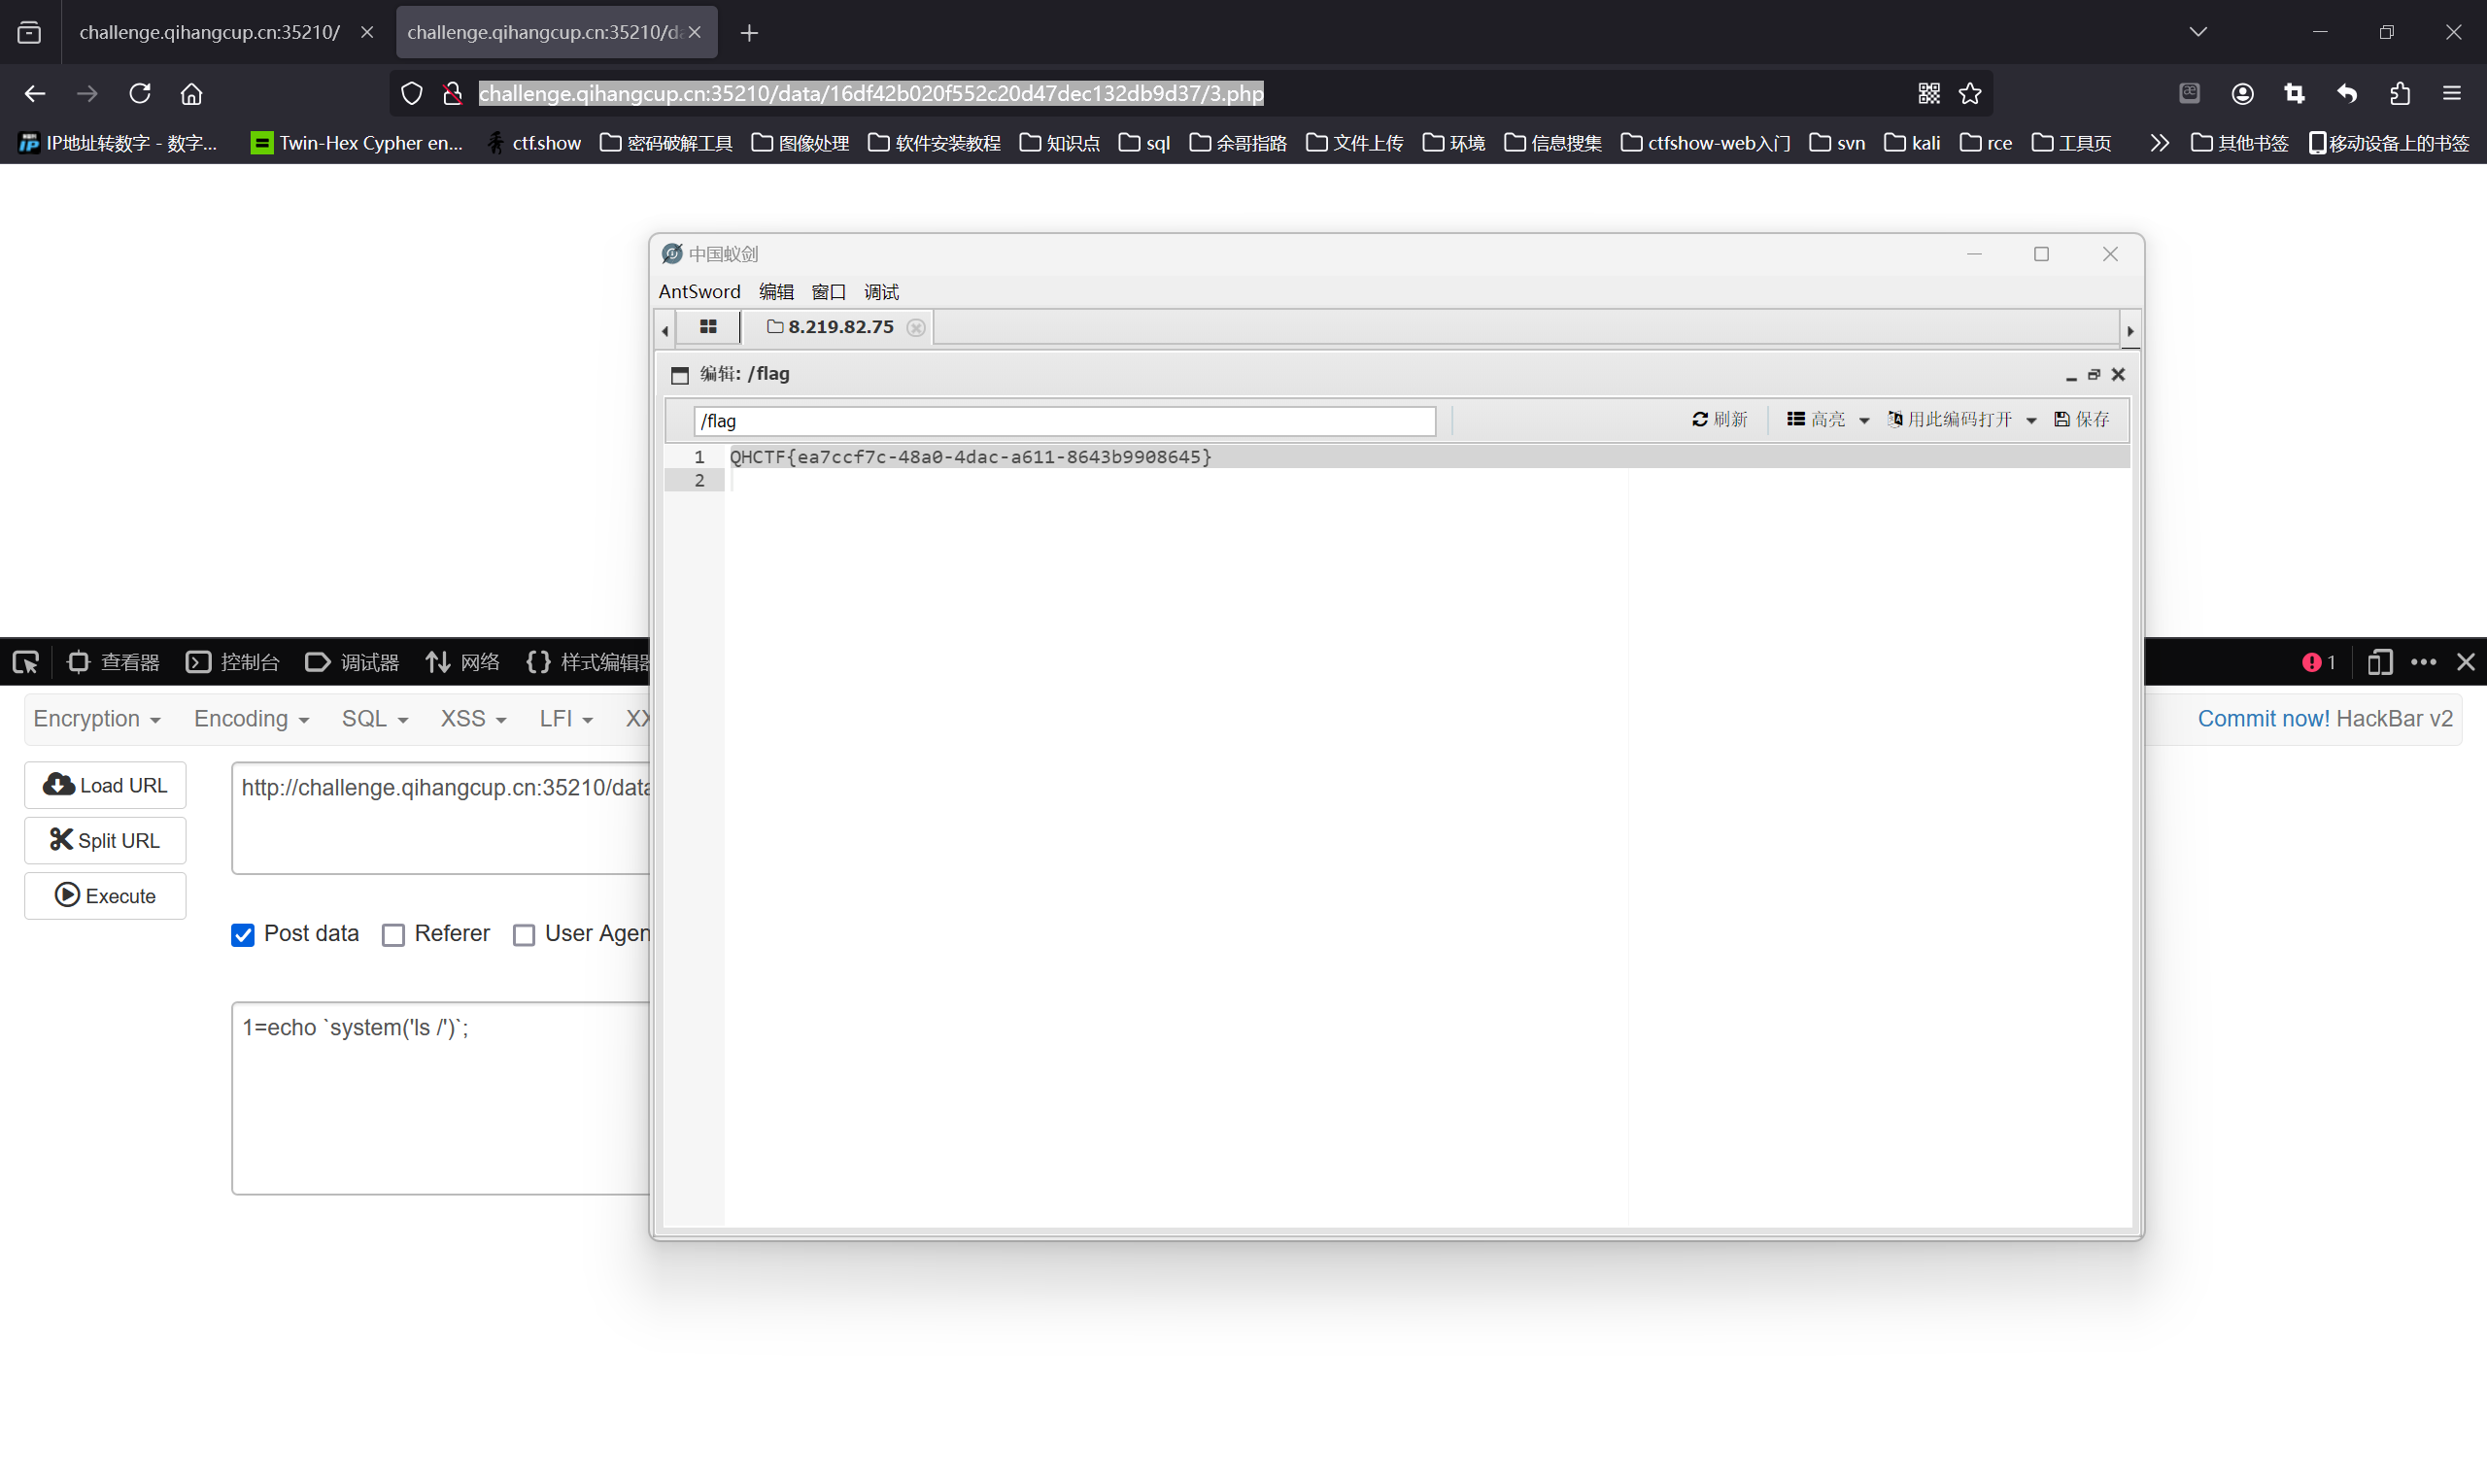 challenge.qihangcup.cn:35210/
challenge.qihangcup.cn:35210/da
challenge.qihangcup.cn:35210/data/16df42b020f552c20d47dec132db9d37/3.php
IP地址转数字 - 数字...
Twin-Hex Cypher en...
ctf.show
密码破解工具
图像处理
软件安装教程
知识点
sql
余哥指路
文件上传
环境
信息搜集
ctfshow-web入门
svn
kali
rce
工具页
其他书签
移动设备上的书签
中国蚁剑
AntSword 编辑 窗口 调试
8.219.82.75
编辑: /flag
/flag
刷新 高亮 用此编码打开 保存
1 QHCTF{ea7ccf7c-48a0-4dac-a611-8643b9908645}
2
查看器 控制台 调试器 网络 样式编辑器 1
Encryption Encoding SQL XSS LFI XX
Commit now! HackBar v2
Load URL
http://challenge.qihangcup.cn:35210/data
Split URL
Execute
Post data Referer User Agen
1=echo `system('ls /')`;